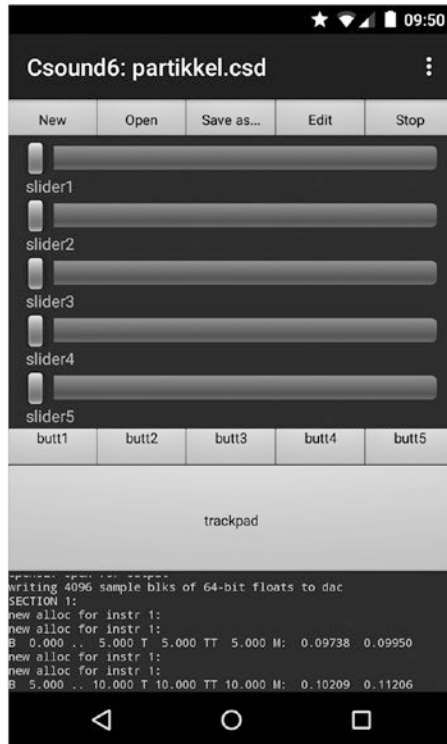 09:50
Csound6: partikkel.csd
New Open Save as... Edit Stop
slider1
slider2
slider3
slider4
slider5
butt1 butt2 butt3 butt4 butt5
trackpad
writing 4096 sample blks of 64-bit floats to dac
SECTION 1:
new alloc for instr 1:
new alloc for instr 1:
B  0.000 ..  5.000 T  5.000 TT  5.000 M:  0.09738  0.09950
new alloc for instr 1:
new alloc for instr 1:
B  5.000 .. 10.000 T 10.000 TT 10.000 M:  0.10209  0.11206